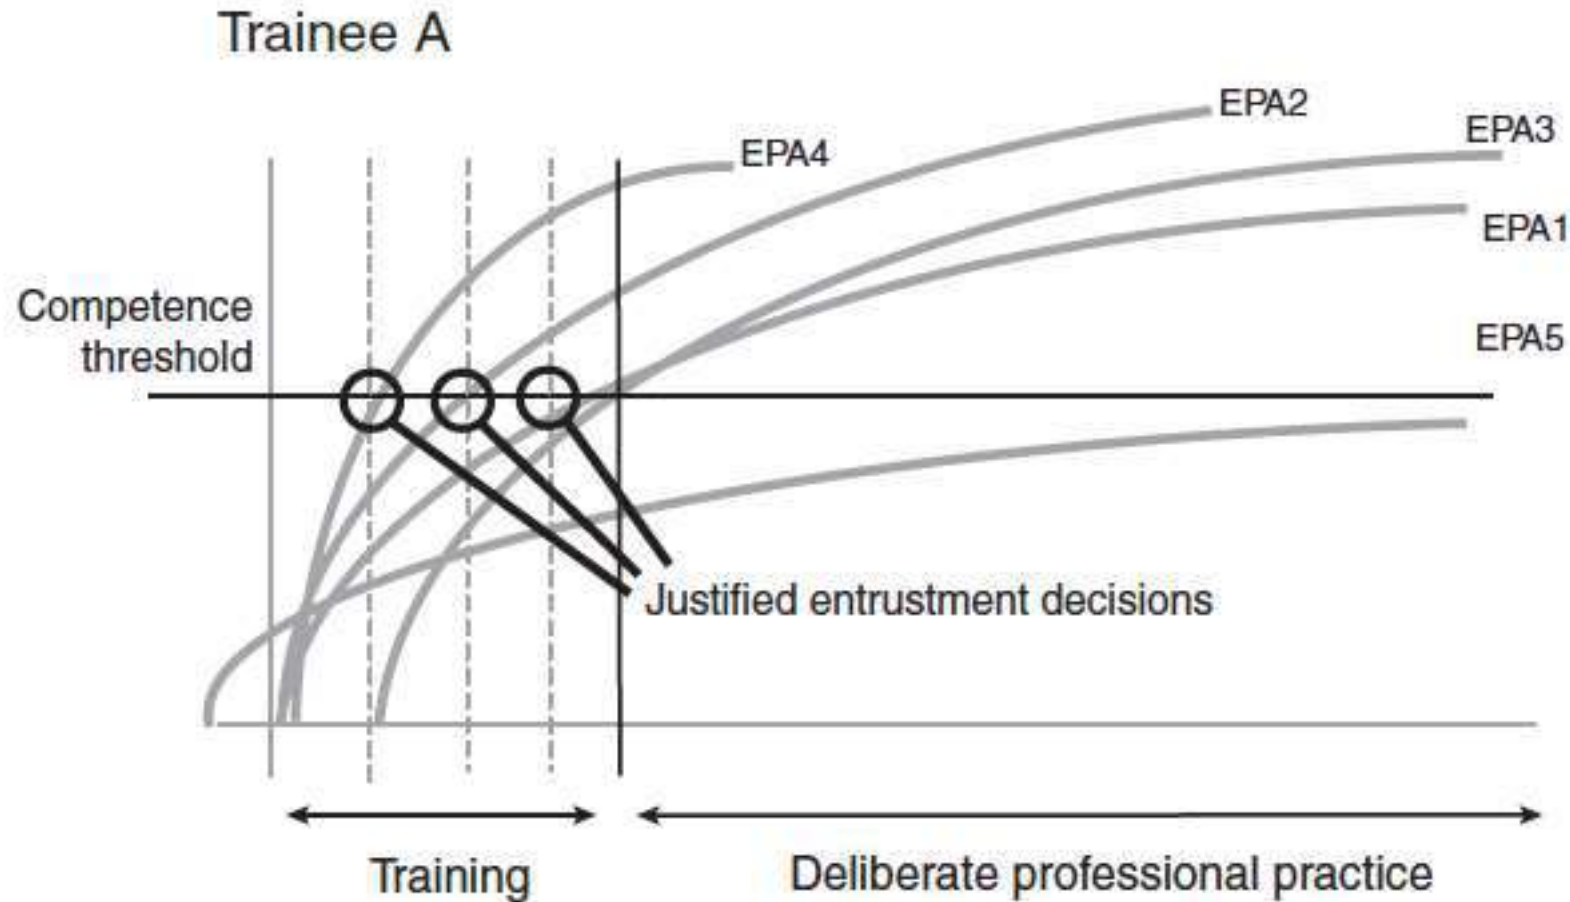 Trainee A
EPA2
EPA3
EPA4
EPA1
Competence
threshold
EPA5
Justified entrustment decisions
Training
Deliberate professional practice